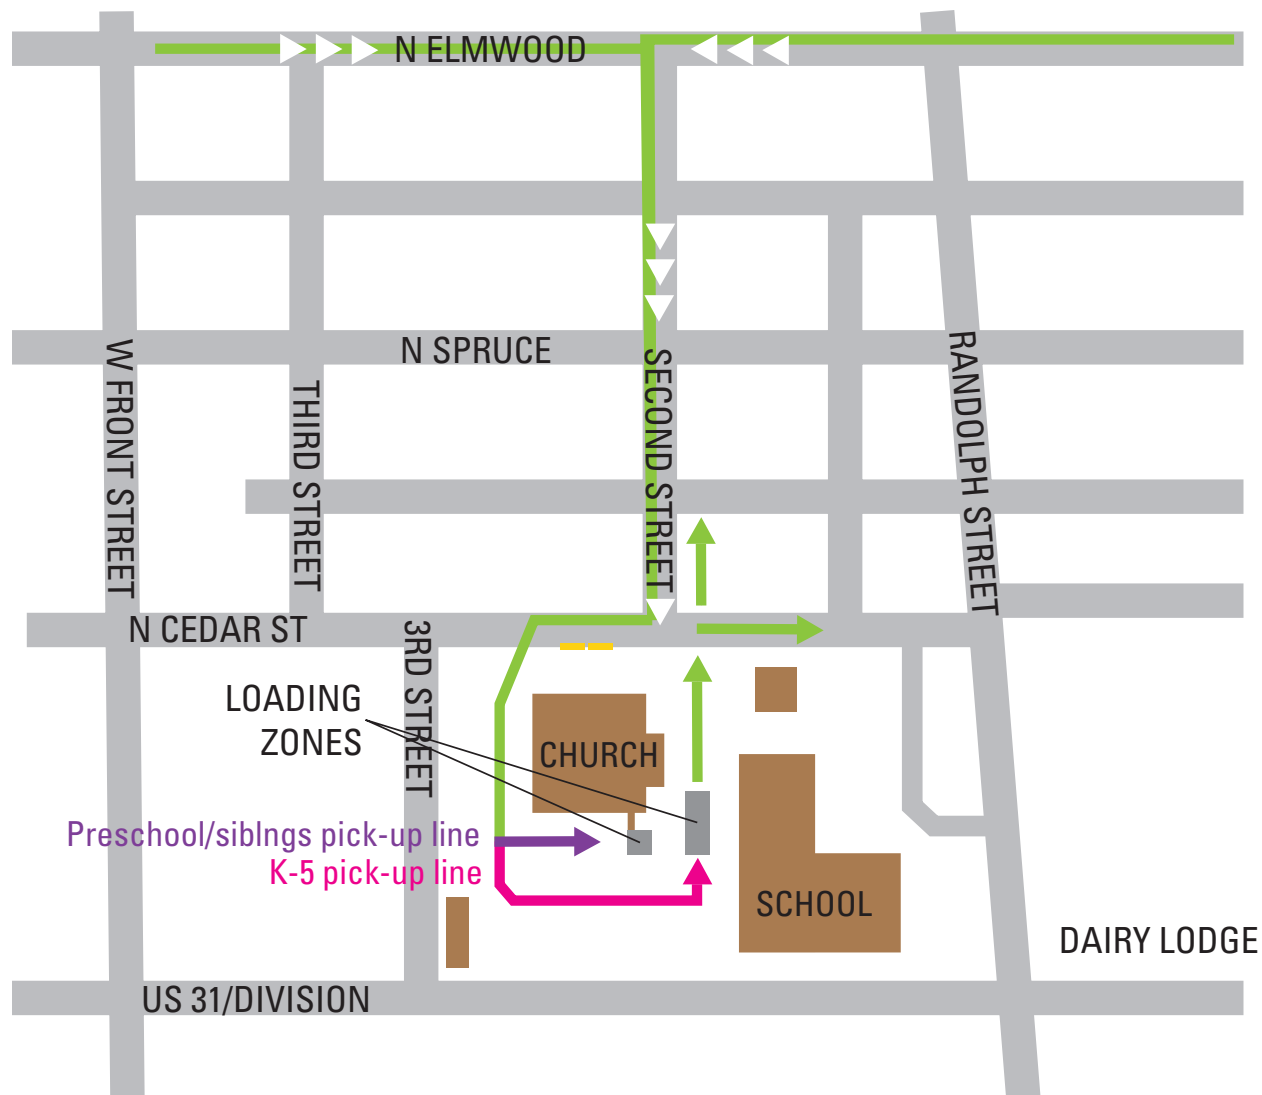 N ELMWOOD
N SPRUCE
W FRONT STREET
THIRD STREET
SECOND STREET
RANDOLPH STREET
N CEDAR ST
3RD STREET
LOADING
ZONES
CHURCH
Preschool/siblngs pick-up line
K-5 pick-up line
SCHOOL
DAIRY LODGE
US 31/DIVISION